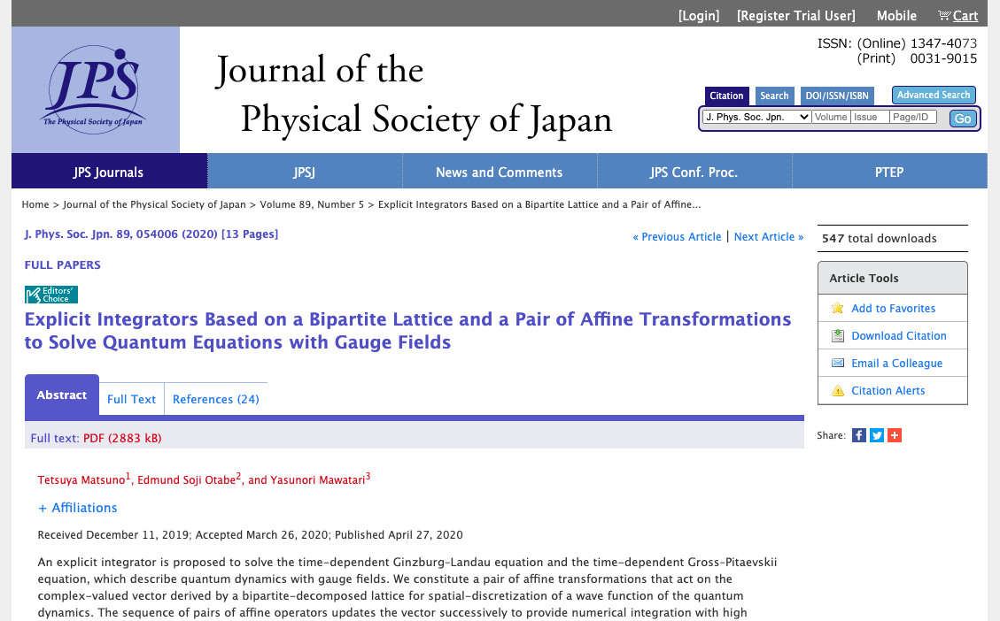 [Login] [Register Trial User] Mobile Cart
JPS
The Physical Society of Japan
Journal of the
Physical Society of Japan
ISSN: (Online) 1347-4073
(Print) 0031-9015
Citation Search DOI/ISSN/ISBN Advanced Search
J. Phys. Soc. Jpn. Volume Issue Page/ID Go
JPS Journals JPSJ News and Comments JPS Conf. Proc. PTEP
Home > Journal of the Physical Society of Japan > Volume 89, Number 5 > Explicit Integrators Based on a Bipartite Lattice and a Pair of Affine...
J. Phys. Soc. Jpn. 89, 054006 (2020) [13 Pages]
« Previous Article | Next Article »
FULL PAPERS
Editors'
Choice
Explicit Integrators Based on a Bipartite Lattice and a Pair of Affine Transformations
to Solve Quantum Equations with Gauge Fields
Abstract Full Text References (24)
Full text: PDF (2883 kB)
Tetsuya Matsuno1, Edmund Soji Otabe2, and Yasunori Mawatari3
+ Affiliations
Received December 11, 2019; Accepted March 26, 2020; Published April 27, 2020
An explicit integrator is proposed to solve the time-dependent Ginzburg–Landau equation and the time-dependent Gross–Pitaevskii
equation, which describe quantum dynamics with gauge fields. We constitute a pair of affine transformations that act on the
complex-valued vector derived by a bipartite-decomposed lattice for spatial-discretization of a wave function of the quantum
dynamics. The sequence of pairs of affine operators updates the vector successively to provide numerical integration with high
547 total downloads
Article Tools
Add to Favorites
Download Citation
Email a Colleague
Citation Alerts
Share: